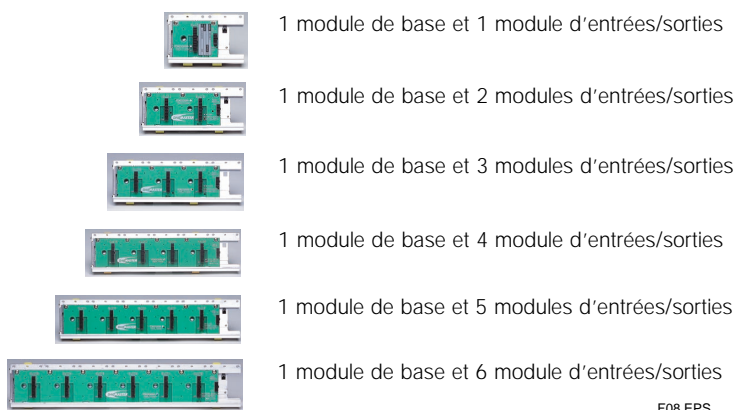 1 module de base et 1 module d'entrées/sorties
1 module de base et 2 modules d'entrées/sorties
1 module de base et 3 modules d'entrées/sorties
1 module de base et 4 module d'entrées/sorties
1 module de base et 5 modules d'entrées/sorties
1 module de base et 6 module d'entrées/sorties
F08.EPS